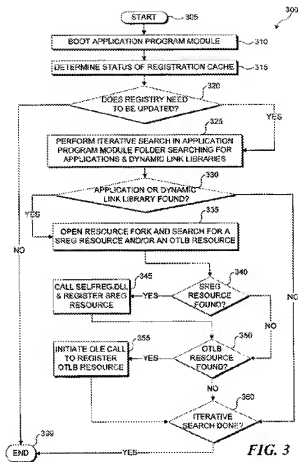 START
305
300
BOOT APPLICATION PROGRAM MODULE
310
DETERMINE STATUS OF REGISTRATION CACHE
315
320
DOES REGISTRY NEED
TO BE UPDATED?
YES
325
PERFORM ITERATIVE SEARCH IN APPLICATION
PROGRAM MODULE FOLDER SEARCHING FOR
APPLICATIONS & DYNAMIC LINK LIBRARIES
330
APPLICATION OR DYNAMIC
LINK LIBRARY FOUND?
YES
335
OPEN RESOURCE FORK AND SEARCH FOR A
SREG RESOURCE AND/OR AN OTLB RESOURCE
NO
345
340
CALL SELFREG.DLL
& REGISTER SREG
RESOURCE
YES
SREG
RESOURCE
FOUND?
NO
NO
355
350
INITIATE OLE CALL
TO REGISTER
OTLB RESOURCE
YES
OTLB
RESOURCE
FOUND?
NO
360
ITERATIVE
SEARCH DONE?
399
END
YES
FIG. 3